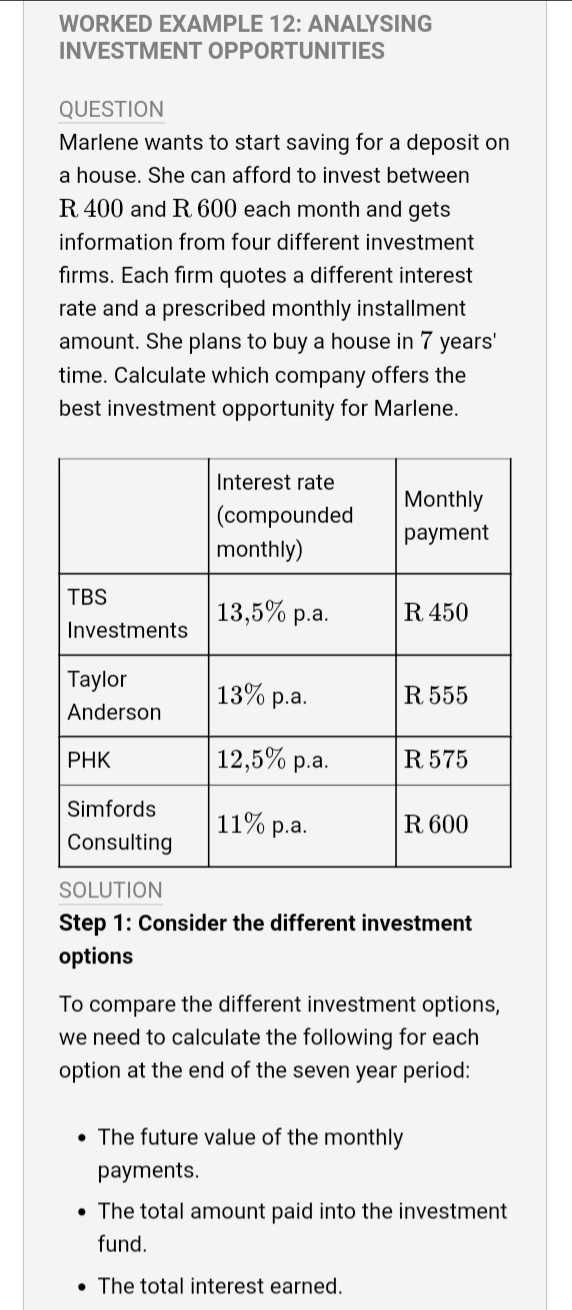 WORKED EXAMPLE 12: ANALYSING
INVESTMENT OPPORTUNITIES
QUESTION
Marlene wants to start saving for a deposit on
a house. She can afford to invest between
R 400 and R 600 each month and gets
information from four different investment
firms. Each firm quotes a different interest
rate and a prescribed monthly installment
amount. She plans to buy a house in 7 years'
time. Calculate which company offers the
best investment opportunity for Marlene.
Interest rate
(compounded
monthly)
Monthly
payment
TBS
Investments
13,5% p.a.
R 450
Taylor
Anderson
13% p.a.
R 555
PHK
12,5% p.a.
R 575
Simfords
Consulting
11% p.a.
R 600
SOLUTION
Step 1: Consider the different investment
options
To compare the different investment options,
we need to calculate the following for each
option at the end of the seven year period:
• The future value of the monthly
payments.
• The total amount paid into the investment
fund.
• The total interest earned.